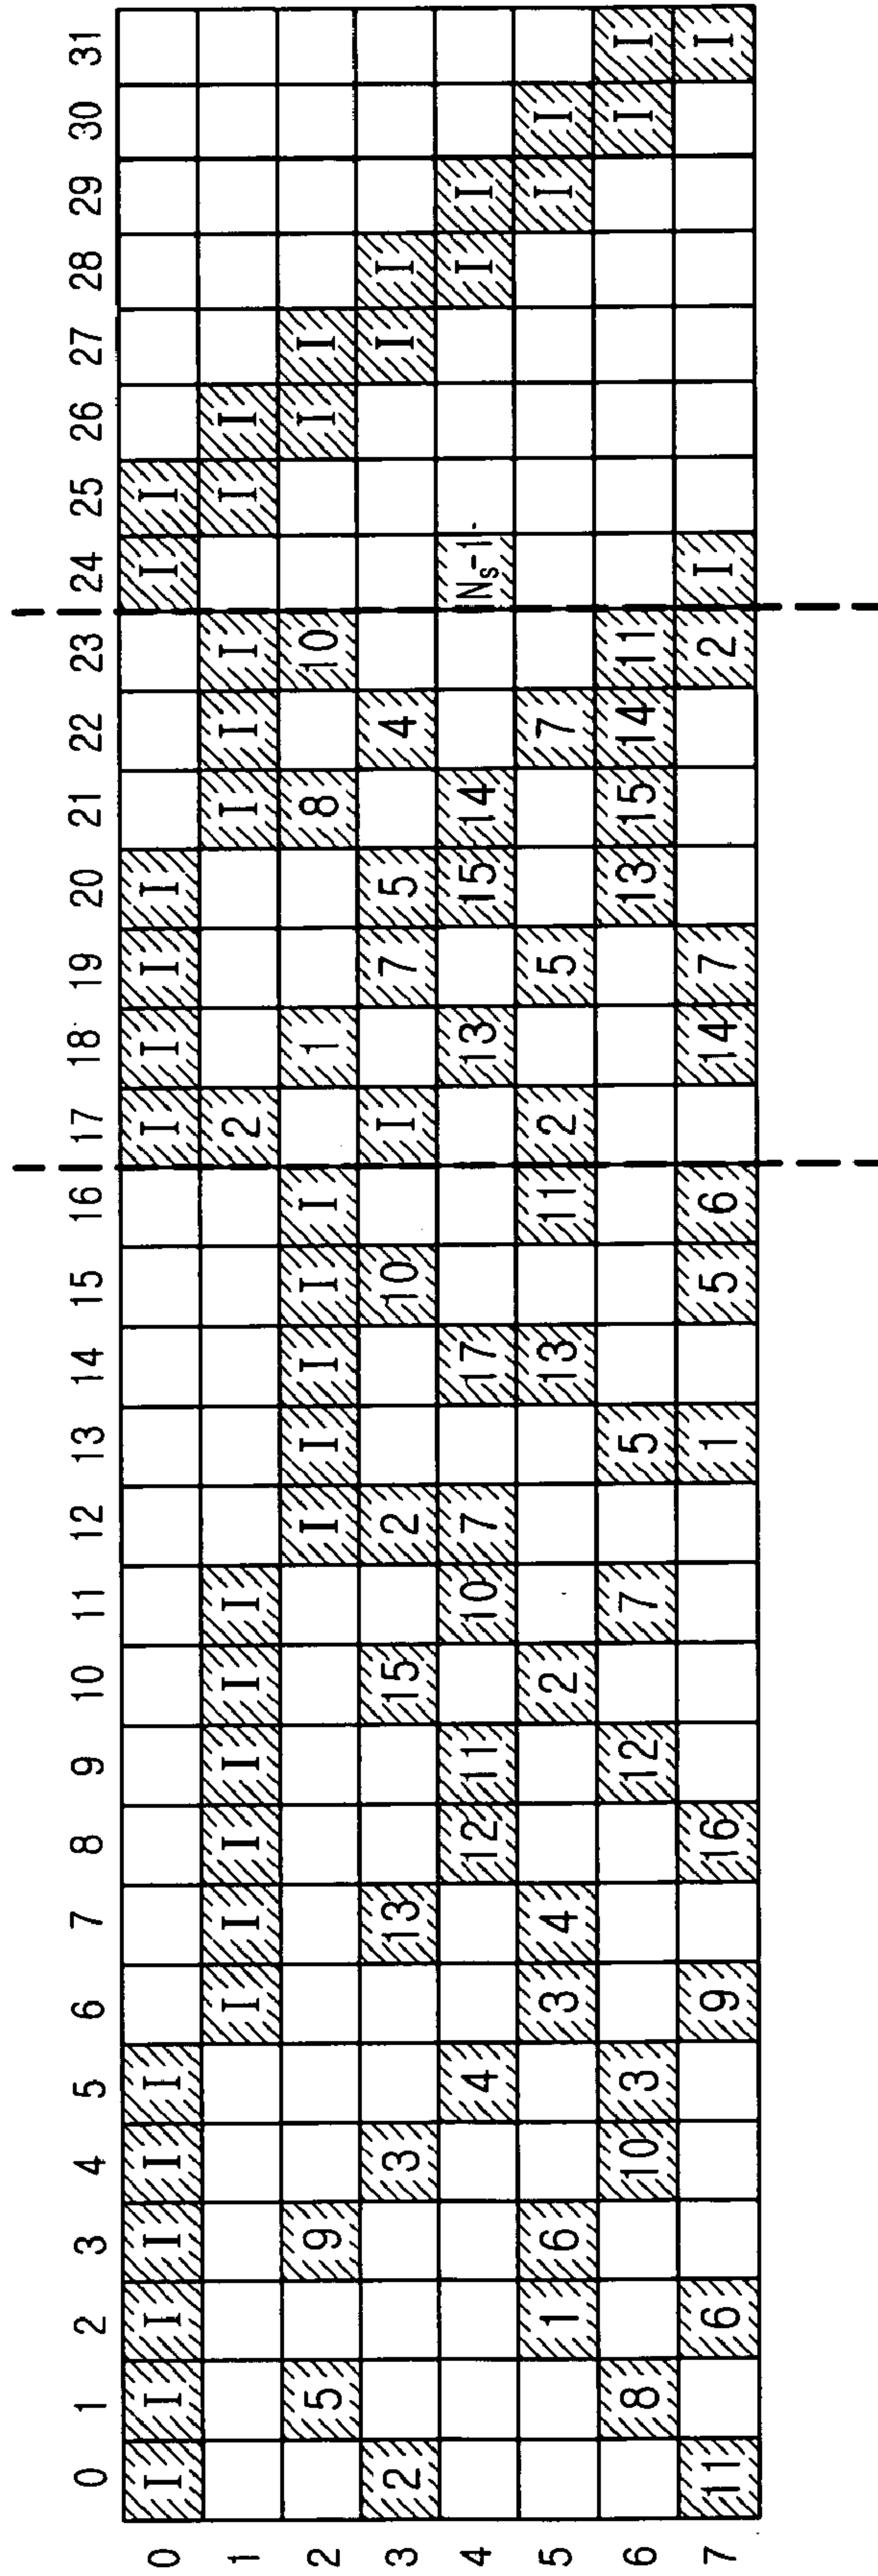 0 1 2 3 4 5 6 7 8 9 10 11 12 13 14 15 16 17 18 19 20 21 22 23 24 25 26 27 28 29 30 31
0 I I I I I I I I I I I I
1 I I I I I I 2 I I I I I
2 5 9 I I I I I 1 8 10 I I
3 2 3 13 15 2 10 I 7 5 4 I I
4 4 12 11 10 7 17 13 15 14 Ns-1 I I
5 1 6 3 4 2 13 11 2 5 7 I I
6 8 10 3 12 7 5 13 15 14 11 I I
7 11 6 9 16 1 5 6 14 7 2 I I